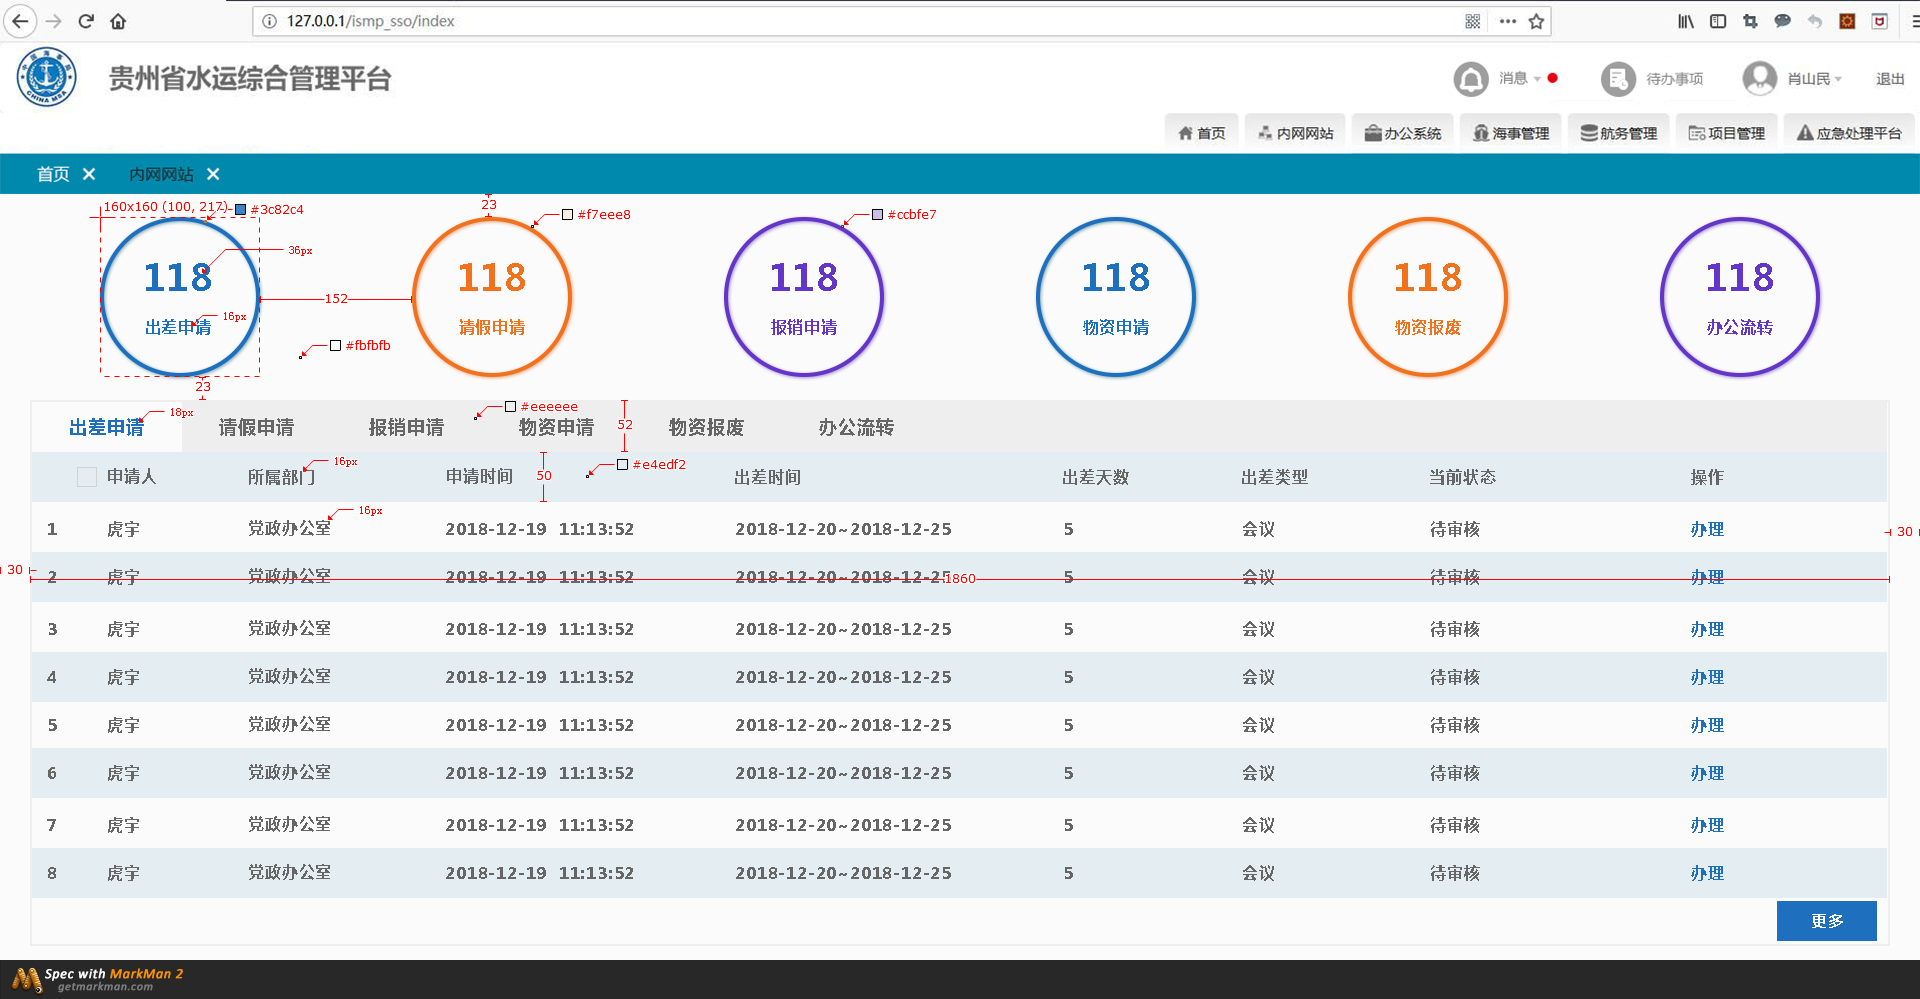 127.0.0.1/ismp_sso/index
贵州省水运综合管理平台
消息 待办事项 肖山民 退出
首页 内网网站 办公系统 海事管理 航务管理 项目管理 应急处理平台
首页 内网网站
160x160 (100, 217) #3c82c4 23 #f7eee8 #ccbfe7
36px
118 118 118 118 118 118
152
16px
出差申请 请假申请 报销申请 物资申请 物资报废 办公流转
#fbfbfb
23
18px #eeeeee
出差申请 请假申请 报销申请 物资申请 52 物资报废 办公流转
16px #e4edf2
申请人 所属部门 申请时间 50 出差时间 出差天数 出差类型 当前状态 操作
16px
1 虎宇 党政办公室 2018-12-19 11:13:52 2018-12-20~2018-12-25 5 会议 待审核 办理 30
30 2 虎宇 党政办公室 2018-12-19 11:13:52 2018-12-20~2018-12-25 1860 5 会议 待审核 办理
3 虎宇 党政办公室 2018-12-19 11:13:52 2018-12-20~2018-12-25 5 会议 待审核 办理
4 虎宇 党政办公室 2018-12-19 11:13:52 2018-12-20~2018-12-25 5 会议 待审核 办理
5 虎宇 党政办公室 2018-12-19 11:13:52 2018-12-20~2018-12-25 5 会议 待审核 办理
6 虎宇 党政办公室 2018-12-19 11:13:52 2018-12-20~2018-12-25 5 会议 待审核 办理
7 虎宇 党政办公室 2018-12-19 11:13:52 2018-12-20~2018-12-25 5 会议 待审核 办理
8 虎宇 党政办公室 2018-12-19 11:13:52 2018-12-20~2018-12-25 5 会议 待审核 办理
更多
Spec with MarkMan 2
getmarkman.com